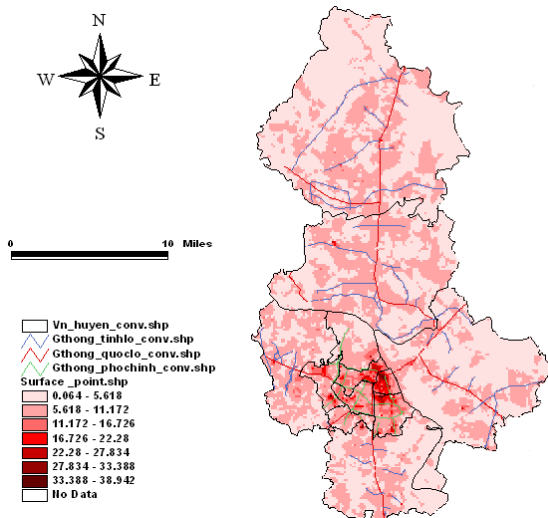 N
W E
S
0 10 Miles
Vn_huyen_conv.shp
Gthong_tinhlo_conv.shp
Gthong_quoclo_conv.shp
Gthong_phochinh_conv.shp
Surface_point.shp
0.064 - 5.618
5.618 - 11.172
11.172 - 16.726
16.726 - 22.28
22.28 - 27.834
27.834 - 33.388
33.388 - 38.942
No Data